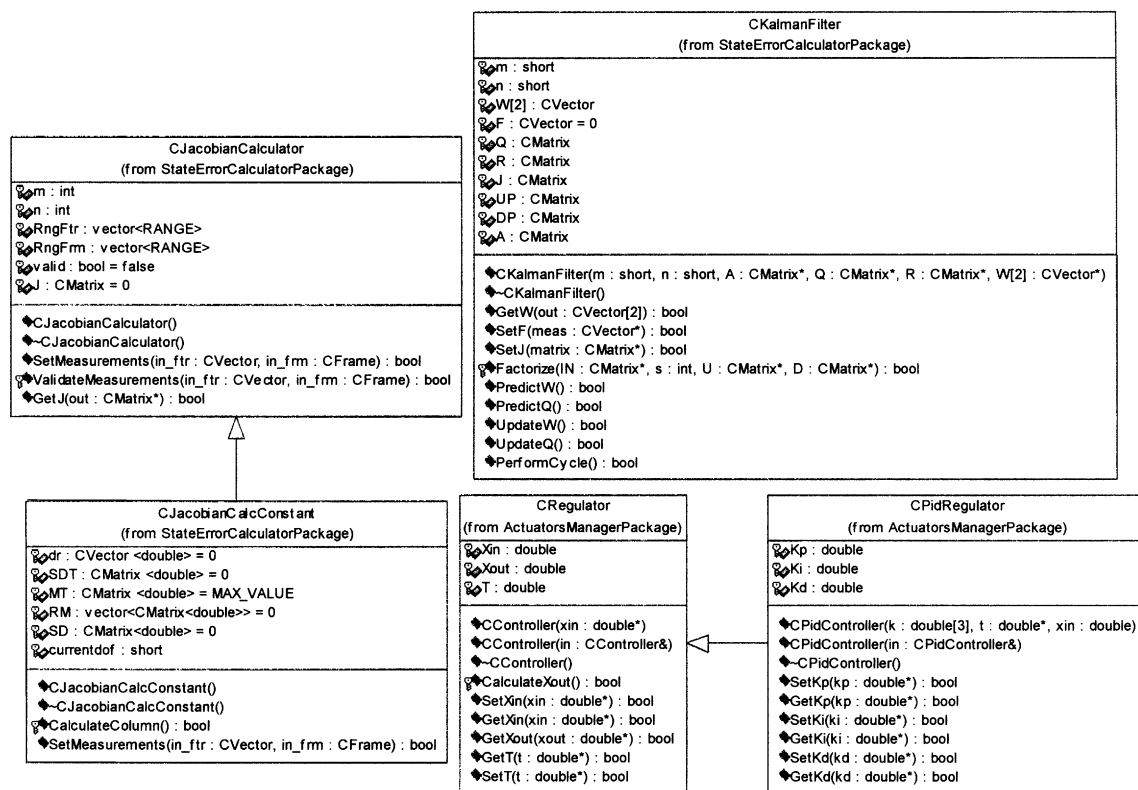 CKalmanFilter
(from StateErrorCalculatorPackage)
m : short
n : short
W[2] : CVector
F : CVector = 0
Q : CMatrix
R : CMatrix
J : CMatrix
UP : CMatrix
DP : CMatrix
A : CMatrix
CKalmanFilter(m : short, n : short, A : CMatrix*, Q : CMatrix*, R : CMatrix*, W[2] : CVector*)
~CKalmanFilter()
GetW(out : CVector[2]) : bool
SetF(meas : CVector*) : bool
SetJ(matrix : CMatrix*) : bool
Factorize(IN : CMatrix*, s : int, U : CMatrix*, D : CMatrix*) : bool
PredictW() : bool
PredictQ() : bool
UpdateW() : bool
UpdateQ() : bool
PerformCycle() : bool
CJacobianCalculator
(from StateErrorCalculatorPackage)
m : int
n : int
RngFtr : vector<RANGE>
RngFrm : vector<RANGE>
valid : bool = false
J : CMatrix = 0
CJacobianCalculator()
~CJacobianCalculator()
SetMeasurements(in_ftr : CVector, in_frm : CFrame) : bool
ValidateMeasurements(in_ftr : CVector, in_frm : CFrame) : bool
GetJ(out : CMatrix*) : bool
CJacobianCalcConstant
(from StateErrorCalculatorPackage)
dr : CVector <double> = 0
SDT : CMatrix <double> = 0
MT : CMatrix <double> = MAX_VALUE
RM : vector<CMatrix<double>> = 0
SD : CMatrix<double> = 0
currentdof : short
CJacobianCalcConstant()
~CJacobianCalcConstant()
CalculateColumn() : bool
SetMeasurements(in_ftr : CVector, in_frm : CFrame) : bool
CRegulator
(from ActuatorsManagerPackage)
Xin : double
Xout : double
T : double
CController(xin : double*)
CController(in : CController&)
~CController()
CalculateXout() : bool
SetXin(xin : double*) : bool
GetXin(xin : double*) : bool
GetXout(xout : double*) : bool
GetT(t : double*) : bool
SetT(t : double*) : bool
CPidRegulator
(from ActuatorsManagerPackage)
Kp : double
Ki : double
Kd : double
CPidController(k : double[3], t : double*, xin : double)
CPidController(in : CPidController&)
~CPidController()
SetKp(kp : double*) : bool
GetKp(kp : double*) : bool
SetKi(ki : double*) : bool
GetKi(ki : double*) : bool
SetKd(kd : double*) : bool
GetKd(kd : double*) : bool